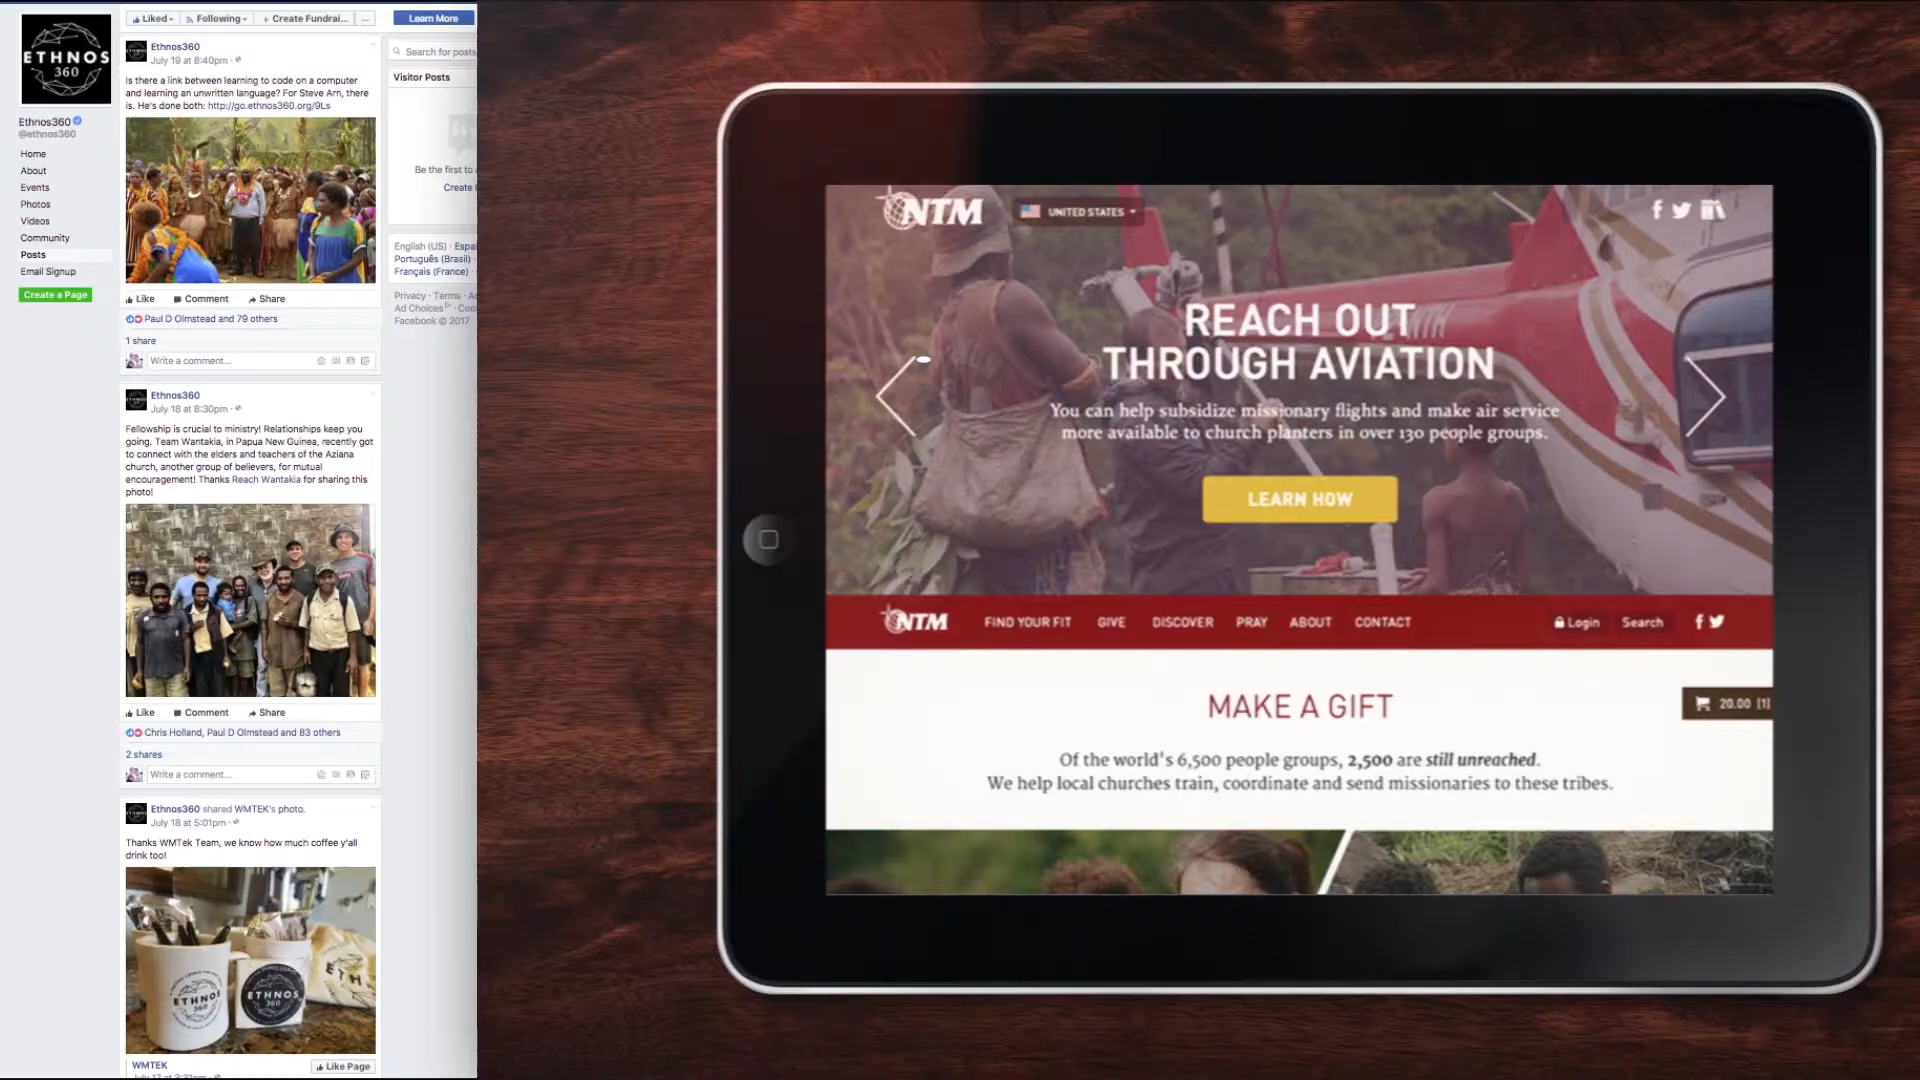 ETHNOS
360
Ethnos360
@ethnos360
Home
About
Events
Photos
Videos
Community
Posts
Email Signup
Create a Page
Liked
Following
+ Create Fundrai...
...
Learn More
Ethnos360
July 19 at 8:40pm ·
Is there a link between learning to code on a computer
and learning an unwritten language? For Steve Arn, there
is. He's done both: http://go.ethnos360.org/9Ls
Like Comment Share
Paul D Olmstead and 79 others
1 share
Write a comment...
Ethnos360
July 18 at 8:30pm ·
Fellowship is crucial to ministry! Relationships keep you
going. Team Wantakia, in Papua New Guinea, recently got
to connect with the elders and teachers of the Aziana
church, another group of believers, for mutual
encouragement! Thanks Reach Wantakia for sharing this
photo!
Like Comment Share
Chris Holland, Paul D Olmstead and 83 others
2 shares
Write a comment...
Ethnos360 shared WMTEK's photo.
July 18 at 5:01pm ·
Thanks WMTek Team, we know how much coffee y'all
drink too!
ETHNOS
360
ETHNOS
360
ETH
WMTEK
Like Page
Search for posts
Visitor Posts
Be the first to
Create
English (US) · Espa
Português (Brasil) ·
Français (France) ·
Privacy · Terms ·
Ad Choices
Facebook © 2017
NTM
UNITED STATES
REACH OUT
THROUGH AVIATION
You can help subsidize missionary flights and make air service
more available to church planters in over 130 people groups.
LEARN HOW
NTM FIND YOUR FIT GIVE DISCOVER PRAY ABOUT CONTACT Login Search
MAKE A GIFT
20.00 [1]
Of the world's 6,500 people groups, 2,500 are still unreached.
We help local churches train, coordinate and send missionaries to these tribes.